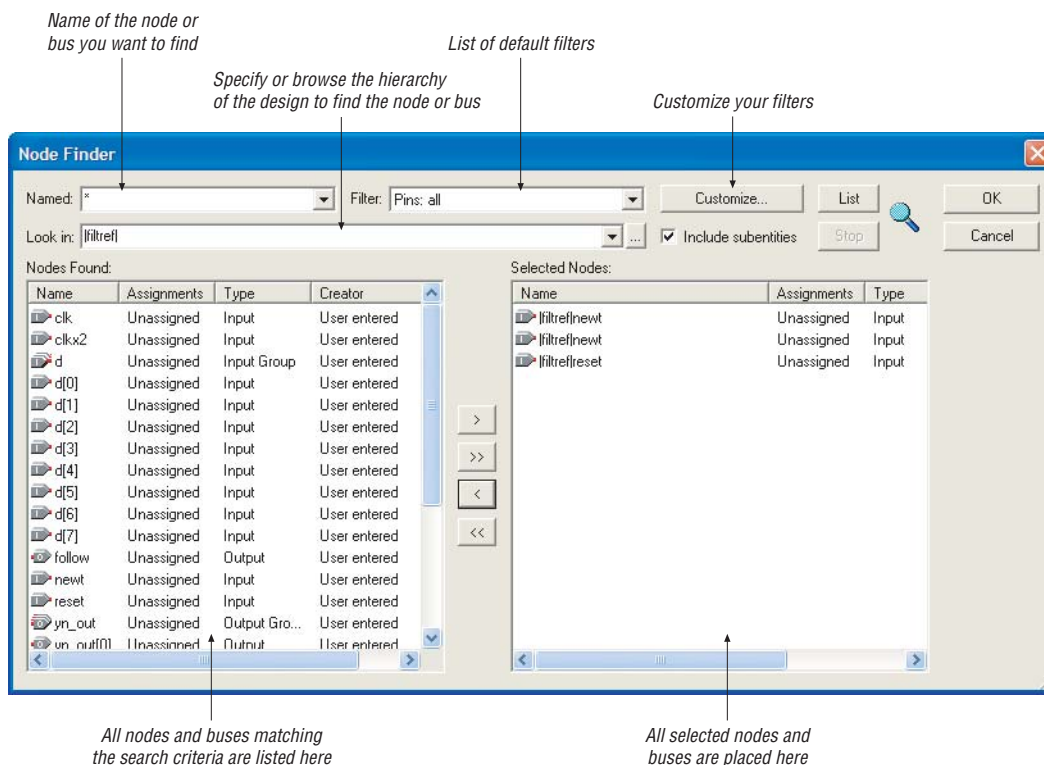 Name of the node or
bus you want to find
List of default filters
Specify or browse the hierarchy
of the design to find the node or bus
Customize your filters
Node Finder
Named: * Filter: Pins: all Customize... List OK
Look in: |filtref| ... Include subentities Stop Cancel
Nodes Found: Selected Nodes:
Name Assignments Type Creator
clk Unassigned Input User entered
clkx2 Unassigned Input User entered
d Unassigned Input Group User entered
d[0] Unassigned Input User entered
d[1] Unassigned Input User entered
d[2] Unassigned Input User entered
d[3] Unassigned Input User entered
d[4] Unassigned Input User entered
d[5] Unassigned Input User entered
d[6] Unassigned Input User entered
d[7] Unassigned Input User entered
follow Unassigned Output User entered
newt Unassigned Input User entered
reset Unassigned Input User entered
yn_out Unassigned Output Gro... User entered
yn_out[0] Unassigned Output User entered
>
>>
<
<<
Name Assignments Type
|filtref|newt Unassigned Input
|filtref|newt Unassigned Input
|filtref|reset Unassigned Input
All nodes and buses matching
the search criteria are listed here
All selected nodes and
buses are placed here